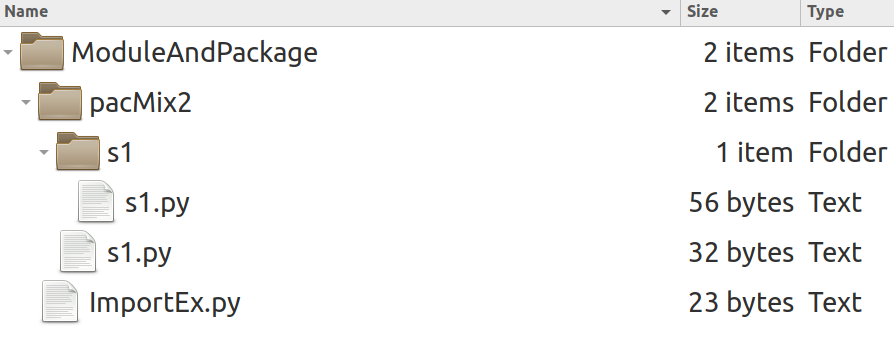 Name Size Type
ModuleAndPackage 2 items Folder
pacMix2 2 items Folder
s1 1 item Folder
s1.py 56 bytes Text
s1.py 32 bytes Text
ImportEx.py 23 bytes Text